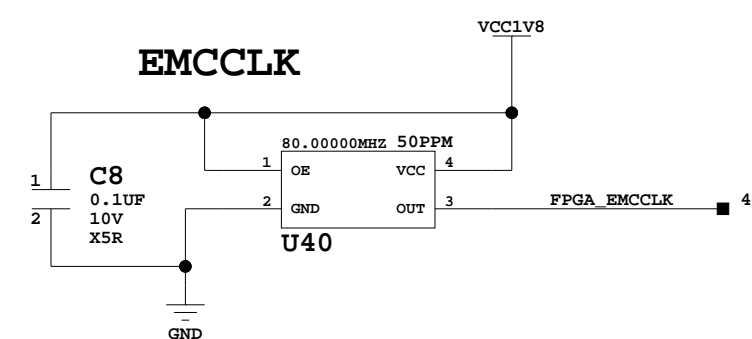 VCC1V8
EMCCLK
80.00000MHZ 50PPM
1 OE VCC 4
1 C8
0.1UF
2 GND OUT 3 FPGA_EMCCLK 4
2 10V
X5R
U40
GND